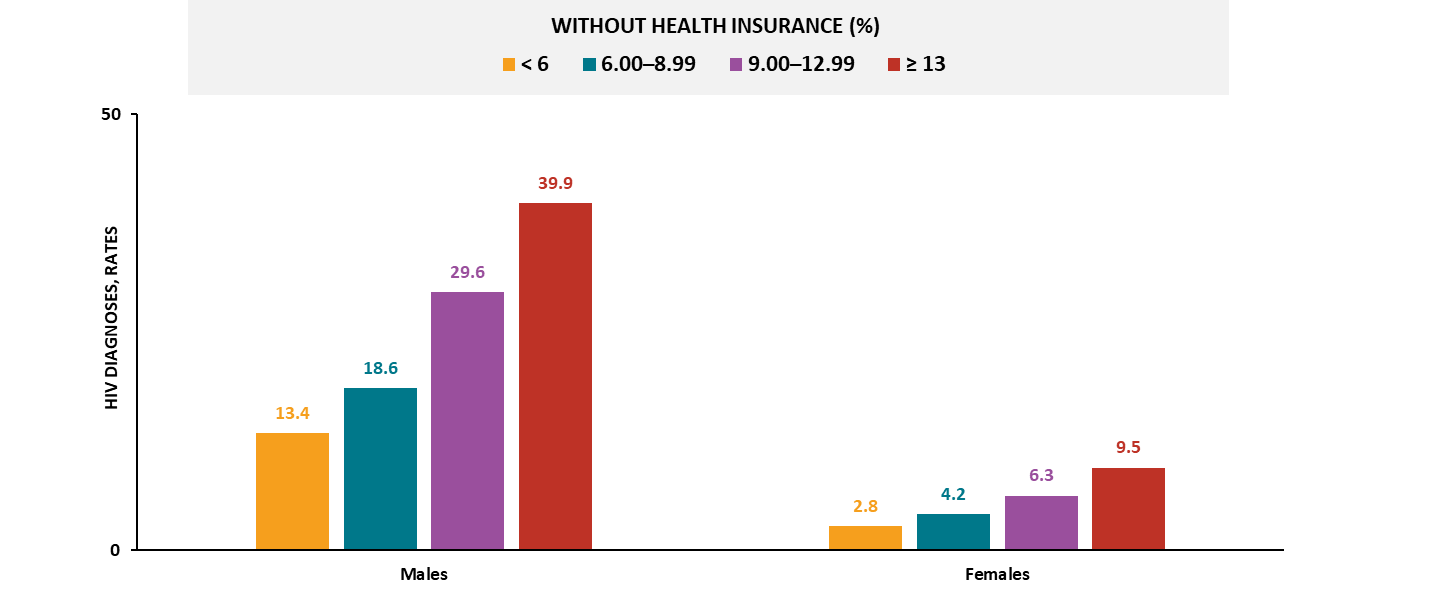 WITHOUT HEALTH INSURANCE (%)
< 6 6.00–8.99 9.00–12.99 ≥ 13
50
39.9
HIV DIAGNOSES, RATES
29.6
18.6
13.4
9.5
6.3
4.2
2.8
0
Males Females